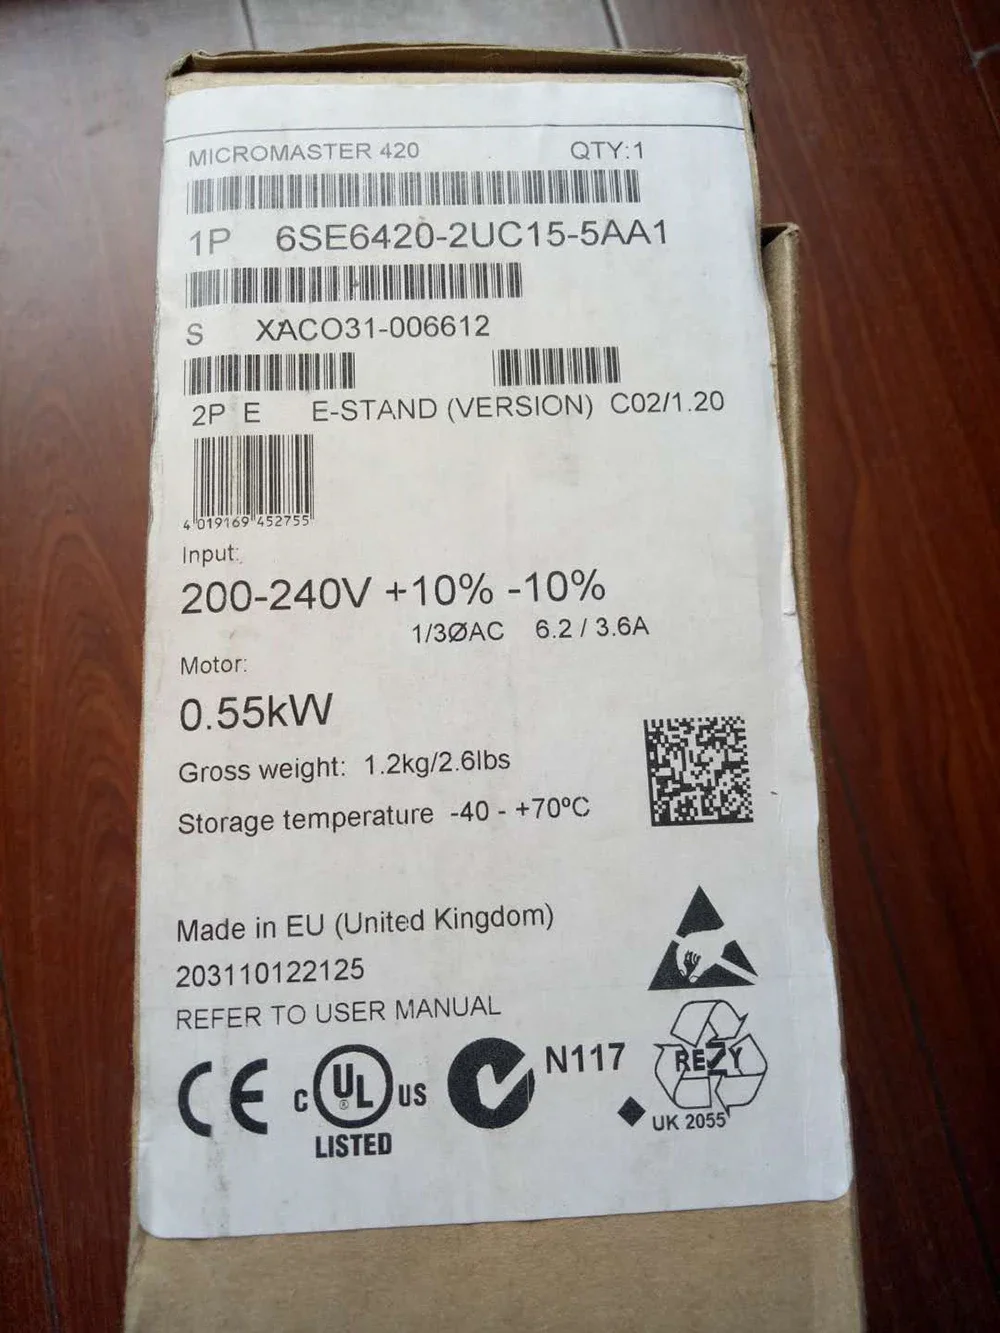 MICROMASTER 420 QTY:1
1P 6SE6420-2UC15-5AA1
S XACO31-006612
2P E E-STAND (VERSION) C02/1.20
4 019169 452755
Input:
200-240V +10% -10%
1/3ØAC 6.2 / 3.6A
Motor:
0.55kW
Gross weight: 1.2kg/2.6lbs
Storage temperature -40 - +70ºC
Made in EU (United Kingdom)
203110122125
REFER TO USER MANUAL
CE
C UL ® US
LISTED
N117
REZY
UK 2055